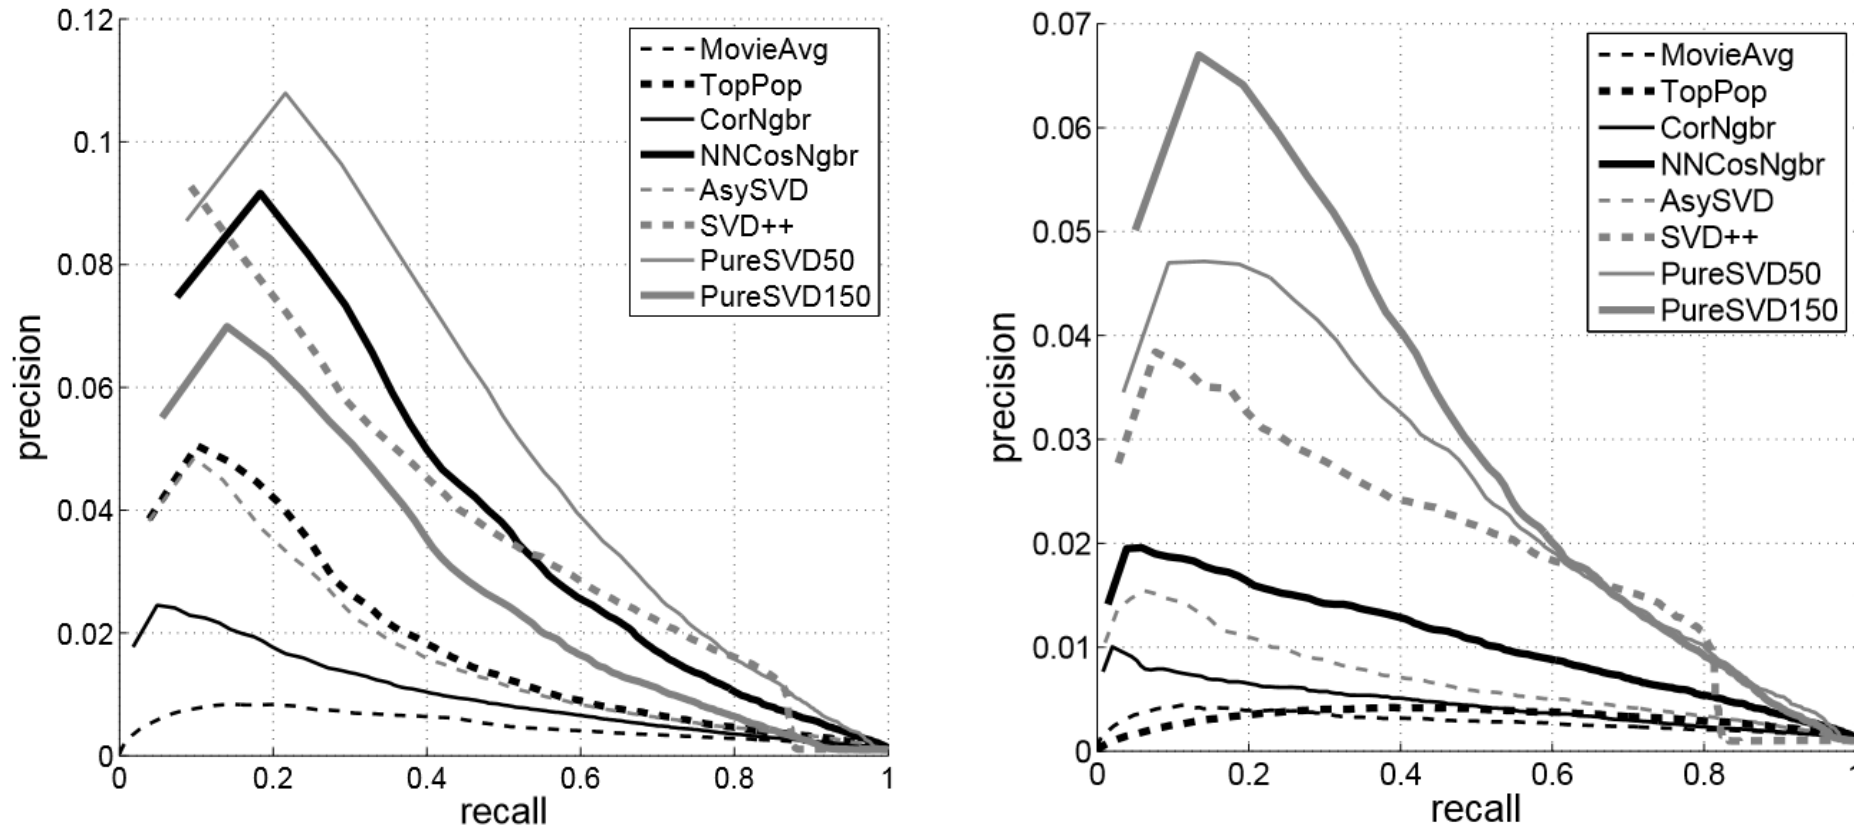 0.12
0.1
0.08
0.06
0.04
0.02
0
precision
0
0.2
0.4
0.6
0.8
1
recall
MovieAvg
TopPop
CorNgbr
NNCosNgbr
AsySVD
SVD++
PureSVD50
PureSVD150
0.07
0.06
0.05
0.04
0.03
0.02
0.01
0
precision
0
0.2
0.4
0.6
0.8
1
recall
MovieAvg
TopPop
CorNgbr
NNCosNgbr
AsySVD
SVD++
PureSVD50
PureSVD150